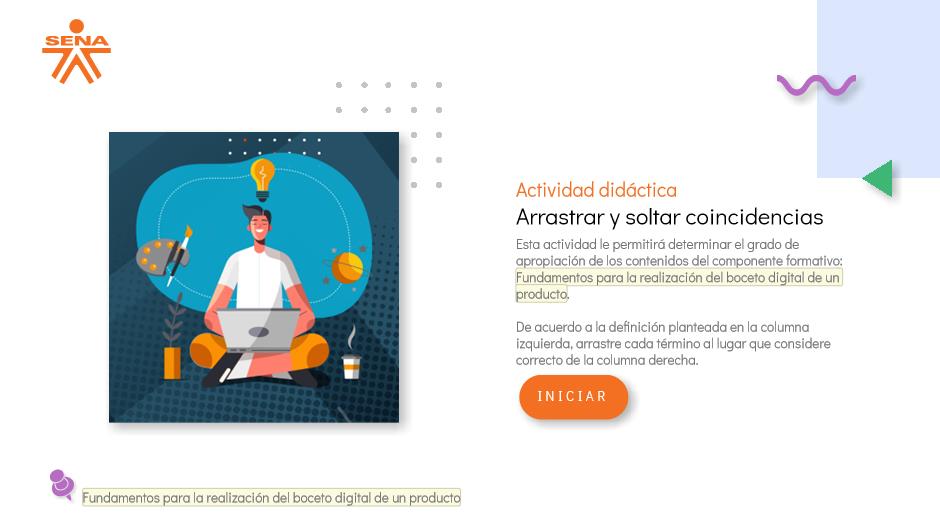 SENA
Actividad didáctica
Arrastrar y soltar coincidencias
Esta actividad le permitirá determinar el grado de
apropiación de los contenidos del componente formativo:
Fundamentos para la realización del boceto digital de un
producto.
De acuerdo a la definición planteada en la columna
izquierda, arrastre cada término al lugar que considere
correcto de la columna derecha.
INICIAR
Fundamentos para la realización del boceto digital de un producto